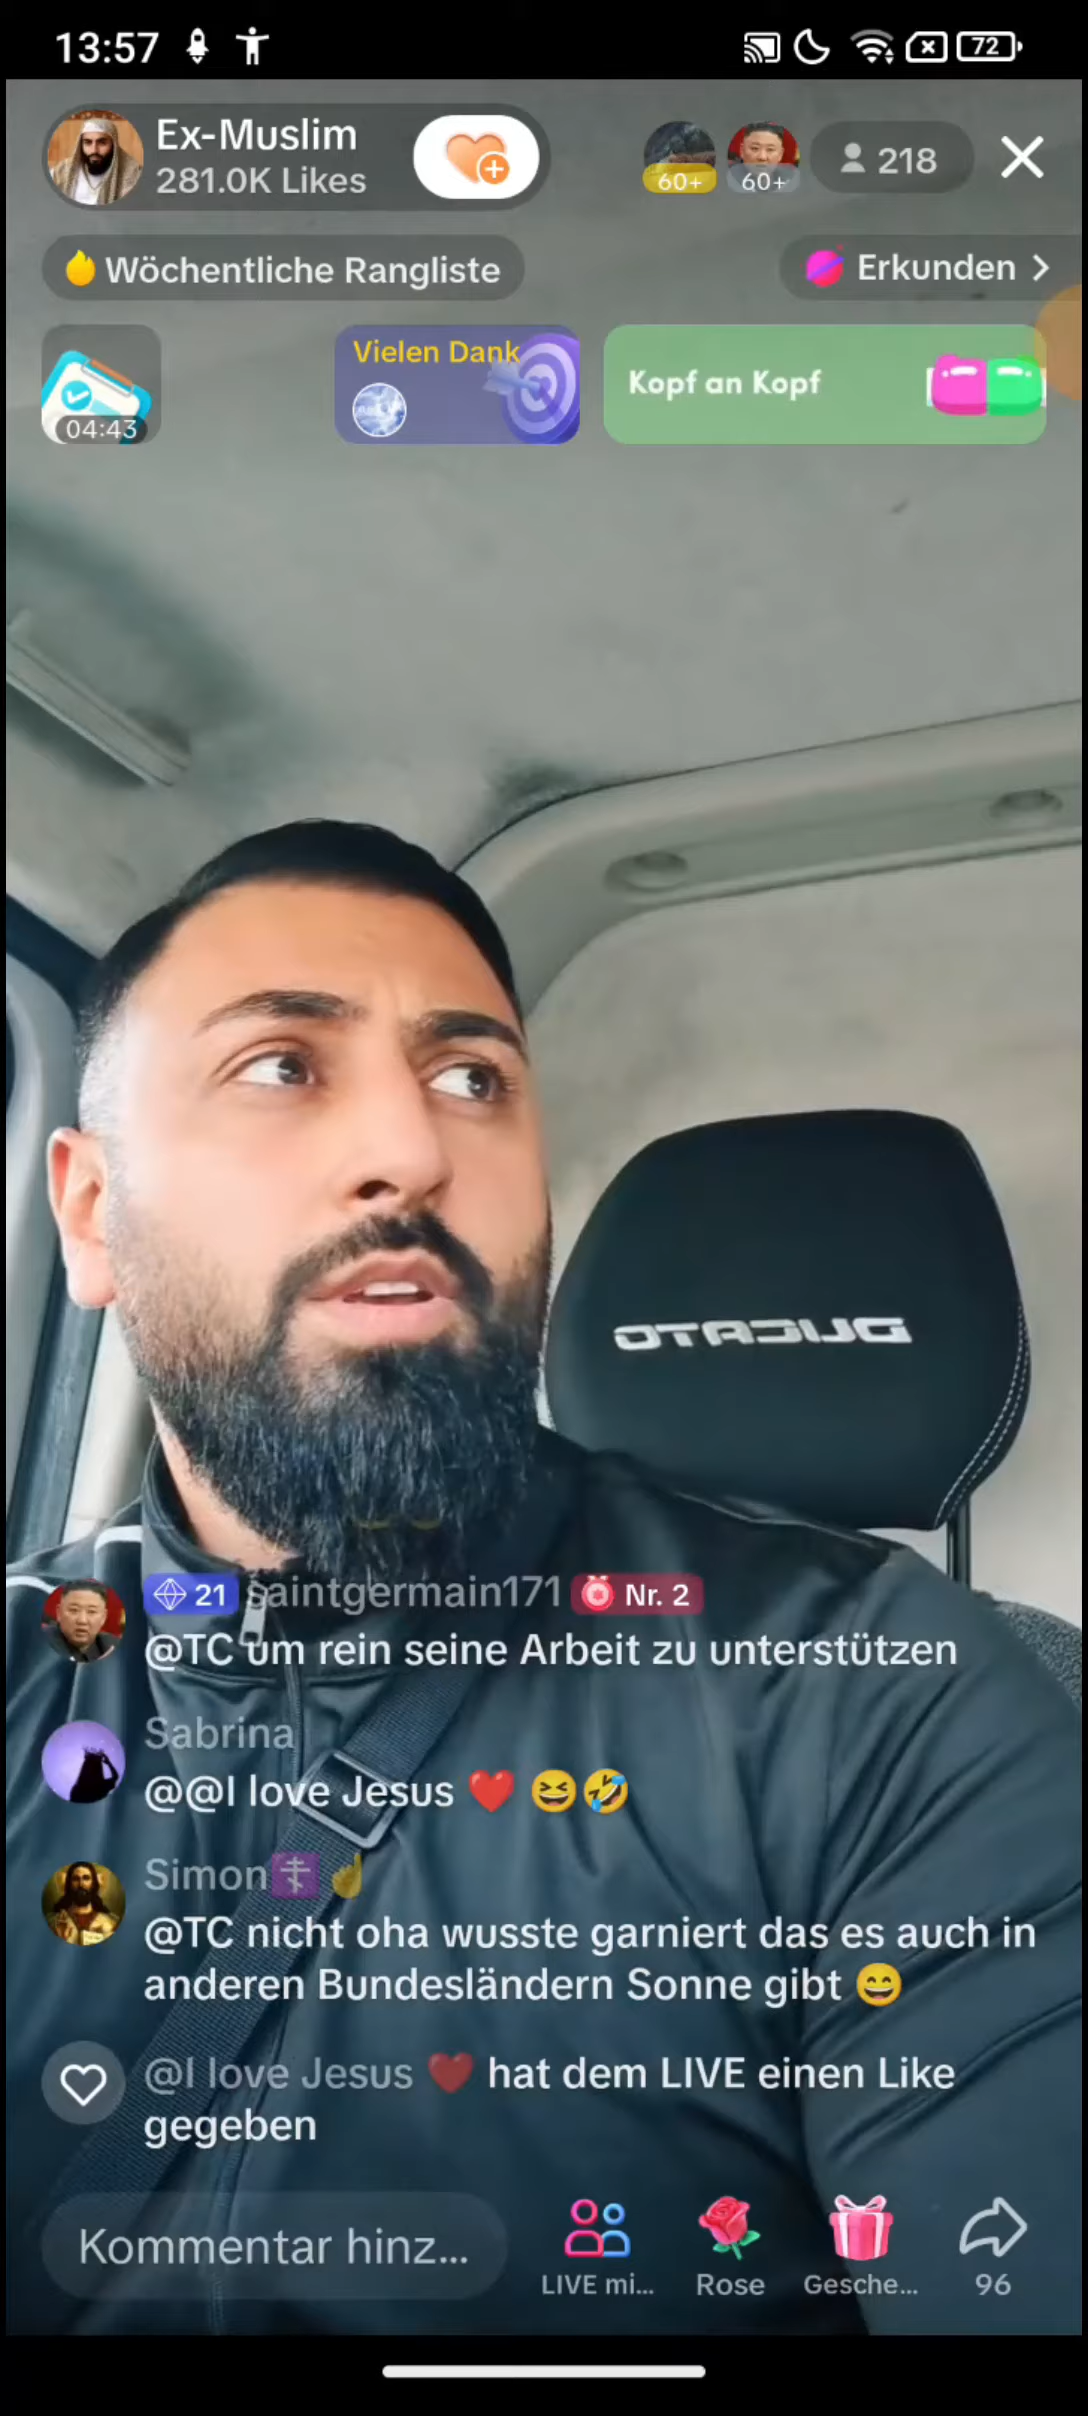 13:57
72
Ex-Muslim
281.0K Likes
60+
60+
218
Wöchentliche Rangliste
Erkunden
04:43
Vielen Dank
Kopf an Kopf
DUCATO
21 saintgermain171 Nr. 2
@TC um rein seine Arbeit zu unterstützen
Sabrina
@@I love Jesus ❤️ 😆🤣
Simon☦️☝️
@TC nicht oha wusste garniert das es auch in
anderen Bundesländern Sonne gibt 😄
@I love Jesus ❤️ hat dem LIVE einen Like
gegeben
Kommentar hinz...
LIVE mi...
Rose
Gesche...
96